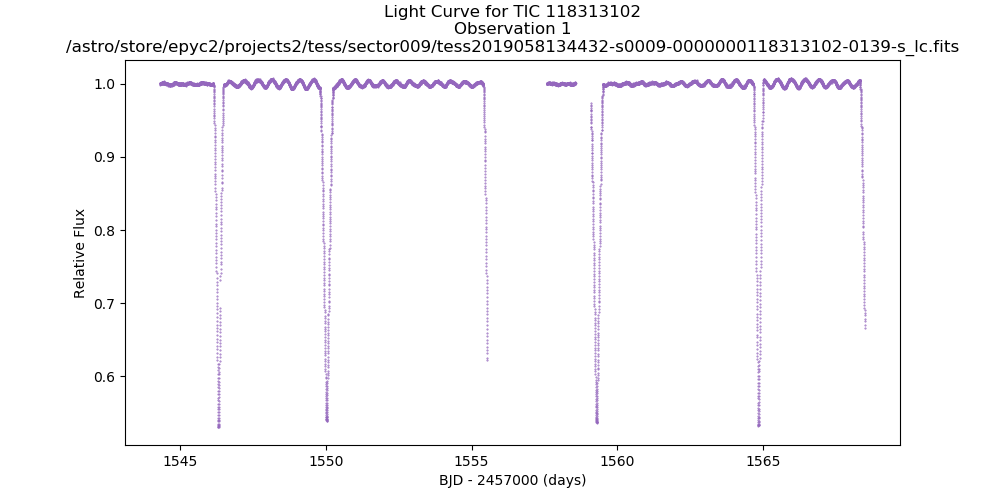 Light Curve for TIC 118313102
Observation 1
/astro/store/epyc2/projects2/tess/sector009/tess2019058134432-s0009-0000000118313102-0139-s_lc.fits
1.0
0.9
0.8
0.7
0.6
Relative Flux
1545
1550
1555
1560
1565
BJD - 2457000 (days)